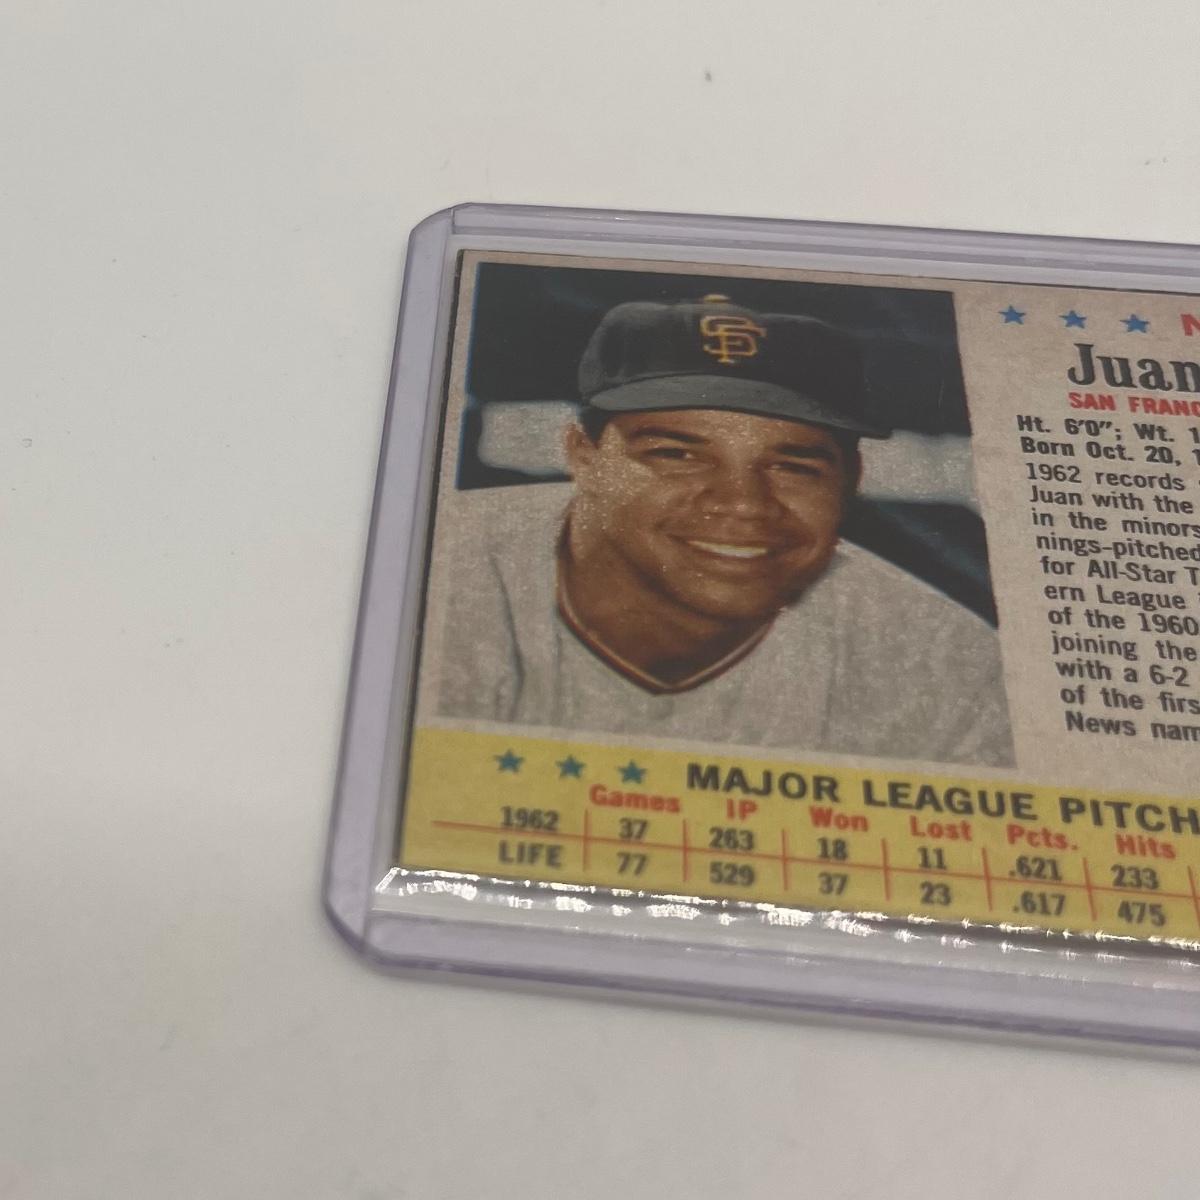 SF
N
Juan
SAN FRANC
Ht. 6'0"; Wt. 1
Born Oct. 20, 1
1962 records
Juan with the
in the minors
nings-pitched
for All-Star T
ern League
of the 1960
joining the
with a 6-2
of the firs
News nam
MAJOR LEAGUE PITCH
Games IP Won Lost Pcts. Hits
1962 37 263 18 11 .621 233
LIFE 77 529 37 23 .617 475